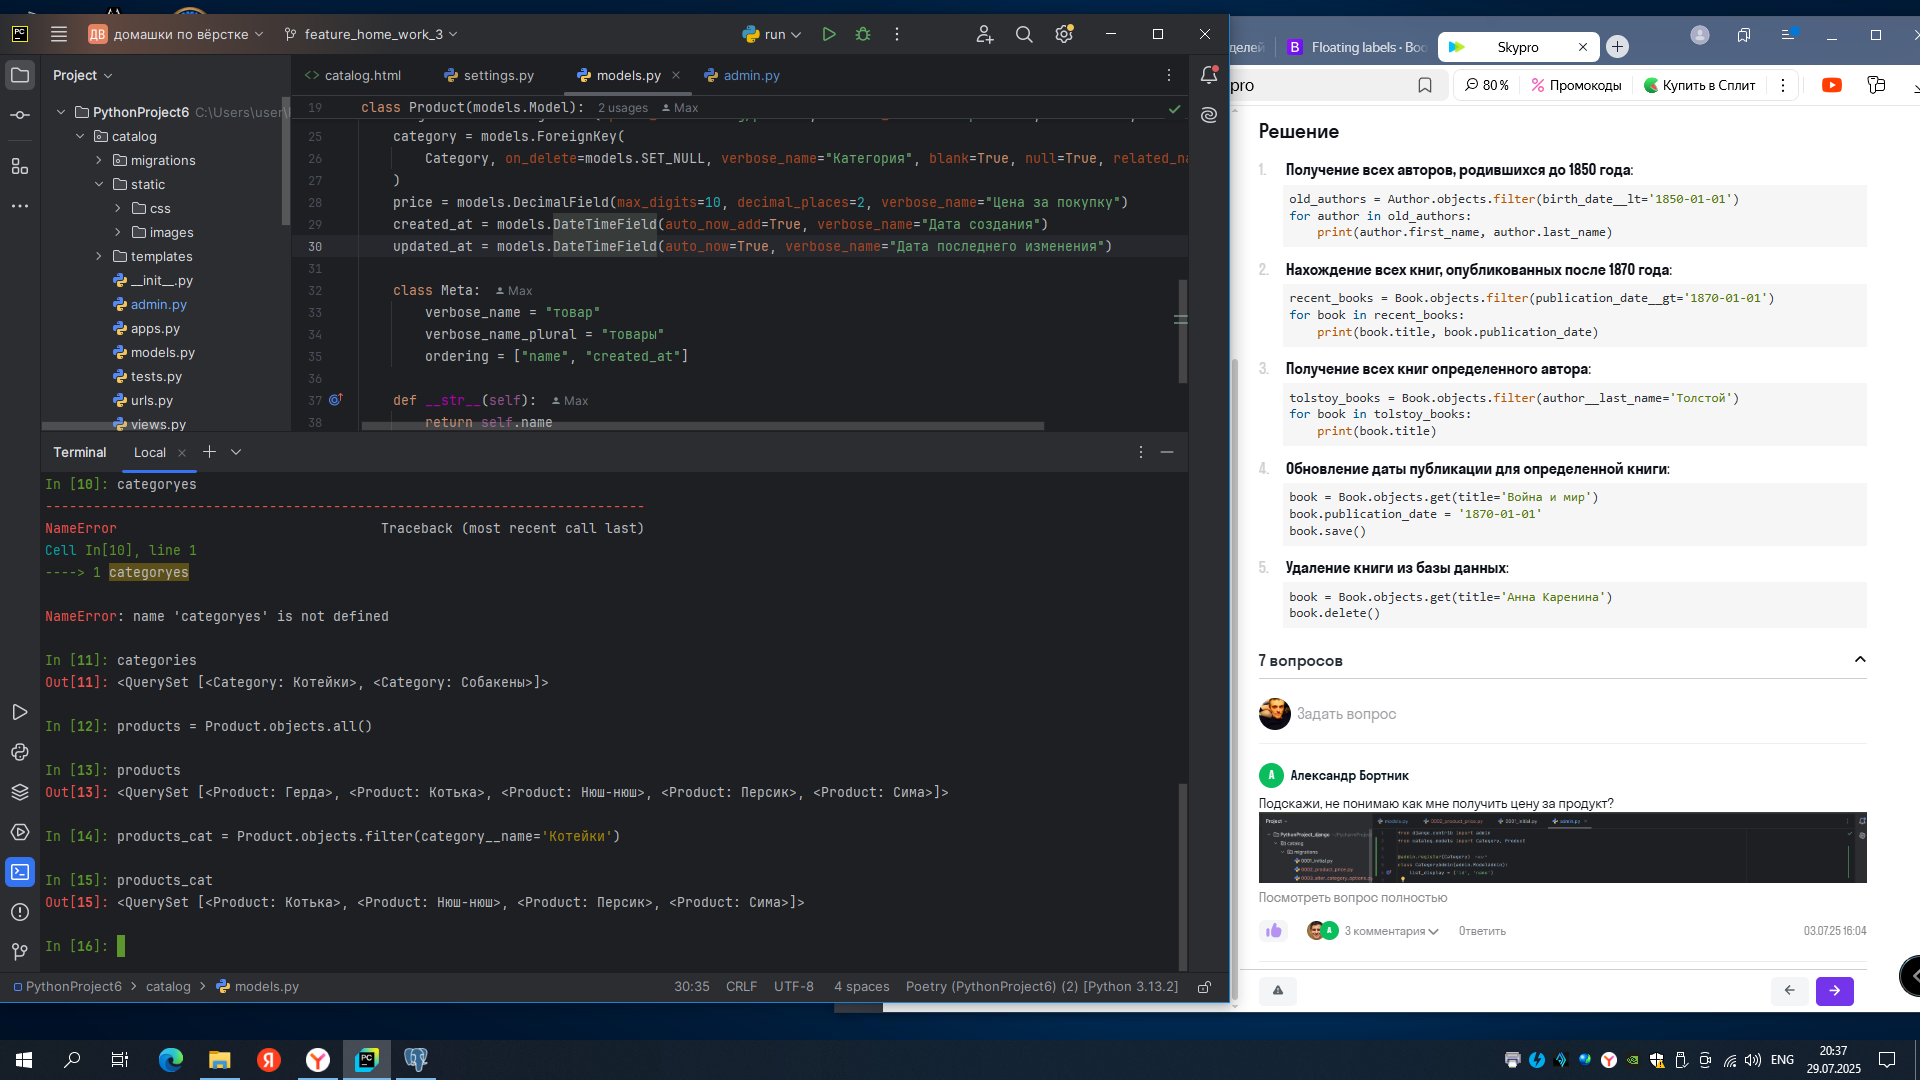 PC
ДВ домашки по вёрстке
feature_home_work_3
run
Project
catalog.html
settings.py
models.py
admin.py
PythonProject6 C:\Users\user\
catalog
migrations
static
css
images
templates
__init__.py
admin.py
apps.py
models.py
tests.py
urls.py
views.py
19 class Product(models.Model): 2 usages Max
25 category = models.ForeignKey(
26 Category, on_delete=models.SET_NULL, verbose_name="Категория", blank=True, null=True, related_na
27 )
28 price = models.DecimalField(max_digits=10, decimal_places=2, verbose_name="Цена за покупку")
29 created_at = models.DateTimeField(auto_now_add=True, verbose_name="Дата создания")
30 updated_at = models.DateTimeField(auto_now=True, verbose_name="Дата последнего изменения")
31
32 class Meta: Max
33 verbose_name = "товар"
34 verbose_name_plural = "товары"
35 ordering = ["name", "created_at"]
36
37 def __str__(self): Max
38 return self.name
Terminal Local
In [10]: categoryes
---------------------------------------------------------------------------
NameError Traceback (most recent call last)
Cell In[10], line 1
----> 1 categoryes
NameError: name 'categoryes' is not defined
In [11]: categories
Out[11]: <QuerySet [<Category: Котейки>, <Category: Собакены>]>
In [12]: products = Product.objects.all()
In [13]: products
Out[13]: <QuerySet [<Product: Герда>, <Product: Котька>, <Product: Нюш-нюш>, <Product: Персик>, <Product: Сима>]>
In [14]: products_cat = Product.objects.filter(category__name='Котейки')
In [15]: products_cat
Out[15]: <QuerySet [<Product: Котька>, <Product: Нюш-нюш>, <Product: Персик>, <Product: Сима>]>
In [16]:
PythonProject6 > catalog > models.py
30:35 CRLF UTF-8 4 spaces Poetry (PythonProject6) (2) [Python 3.13.2]
делей
B Floating labels · Boo
Skypro
pro
80 %
Промокоды
Купить в Сплит
Решение
1. Получение всех авторов, родившихся до 1850 года:
old_authors = Author.objects.filter(birth_date__lt='1850-01-01')
for author in old_authors:
print(author.first_name, author.last_name)
2. Нахождение всех книг, опубликованных после 1870 года:
recent_books = Book.objects.filter(publication_date__gt='1870-01-01')
for book in recent_books:
print(book.title, book.publication_date)
3. Получение всех книг определенного автора:
tolstoy_books = Book.objects.filter(author__last_name='Толстой')
for book in tolstoy_books:
print(book.title)
4. Обновление даты публикации для определенной книги:
book = Book.objects.get(title='Война и мир')
book.publication_date = '1870-01-01'
book.save()
5. Удаление книги из базы данных:
book = Book.objects.get(title='Анна Каренина')
book.delete()
7 вопросов
Задать вопрос
А Александр Бортник
Подскажи, не понимаю как мне получить цену за продукт?
Посмотреть вопрос полностью
А 3 комментария
Ответить
03.07.25 16:04
ENG
20:37
29.07.2025